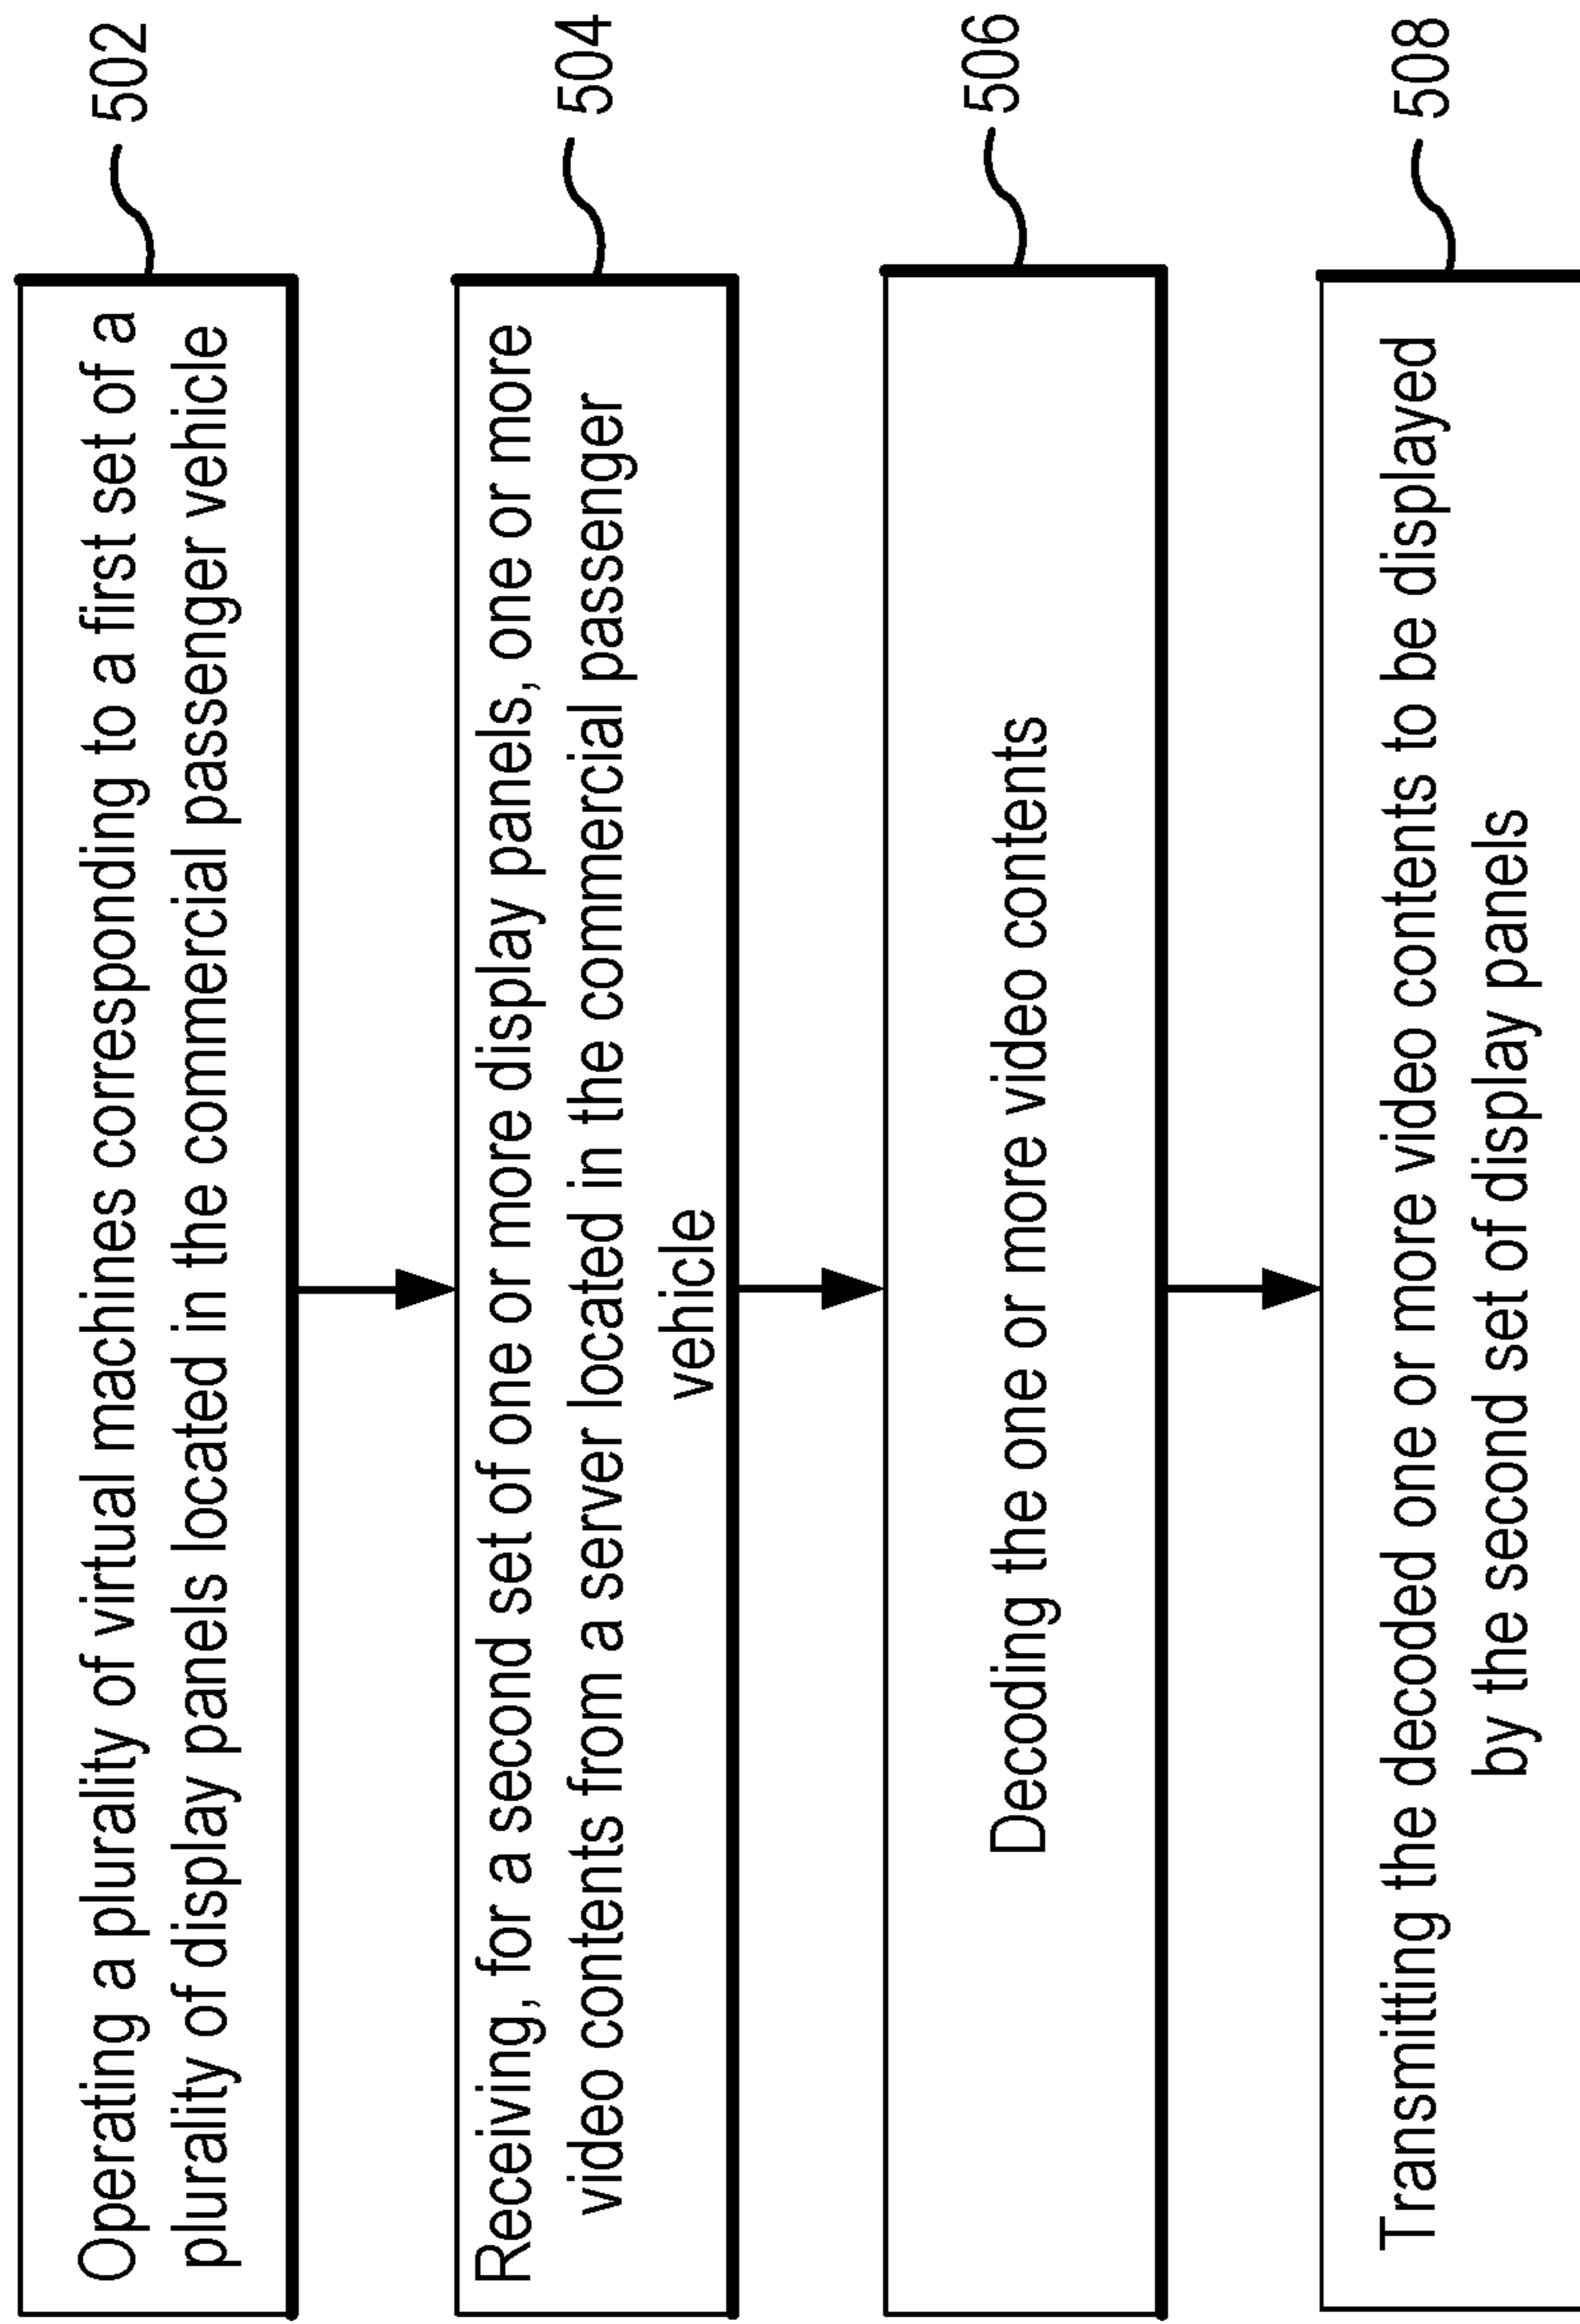 Operating a plurality of virtual machines corresponding to a first set of a
plurality of display panels located in the commercial passenger vehicle
502
Receiving, for a second set of one or more display panels, one or more
video contents from a server located in the commercial passenger
vehicle
504
Decoding the one or more video contents
506
Transmitting the decoded one or more video contents to be displayed
by the second set of display panels
508